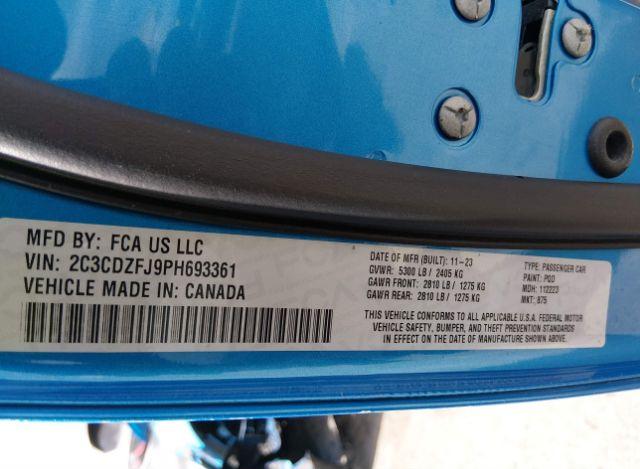 MFD BY: FCA US LLC
VIN: 2C3CDZFJ9PH693361
VEHICLE MADE IN: CANADA
DATE OF MFR (BUILT): 11-23
GVWR: 5300 LB / 2405 KG
GAWR FRONT: 2810 LB / 1275 KG
GAWR REAR: 2810 LB / 1275 KG
TYPE: PASSENGER CAR
PAINT: PQD
MDH: 112223
MKT: B75
THIS VEHICLE CONFORMS TO ALL APPLICABLE U.S.A. FEDERAL MOTOR
VEHICLE SAFETY, BUMPER, AND THEFT PREVENTION STANDARDS
IN EFFECT ON THE DATE OF MANUFACTURE SHOWN ABOVE.